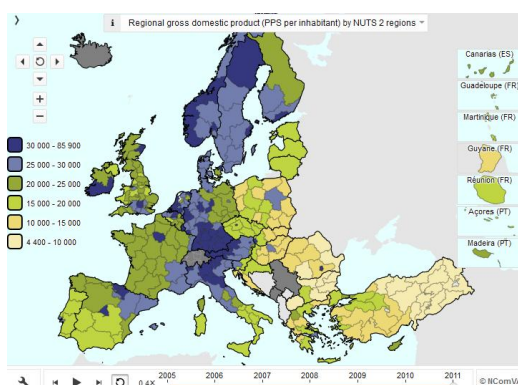 i Regional gross domestic product (PPS per inhabitant) by NUTS 2 regions
Canarias (ES)
Guadeloupe (FR)
Martinique (FR)
Guyane (FR)
Réunion (FR)
Açores (PT)
Madeira (PT)
30 000 - 85 900
25 000 - 30 000
20 000 - 25 000
15 000 - 20 000
10 000 - 15 000
4 400 - 10 000
0.4X
2005 2006 2007 2008 2009 2010 2011